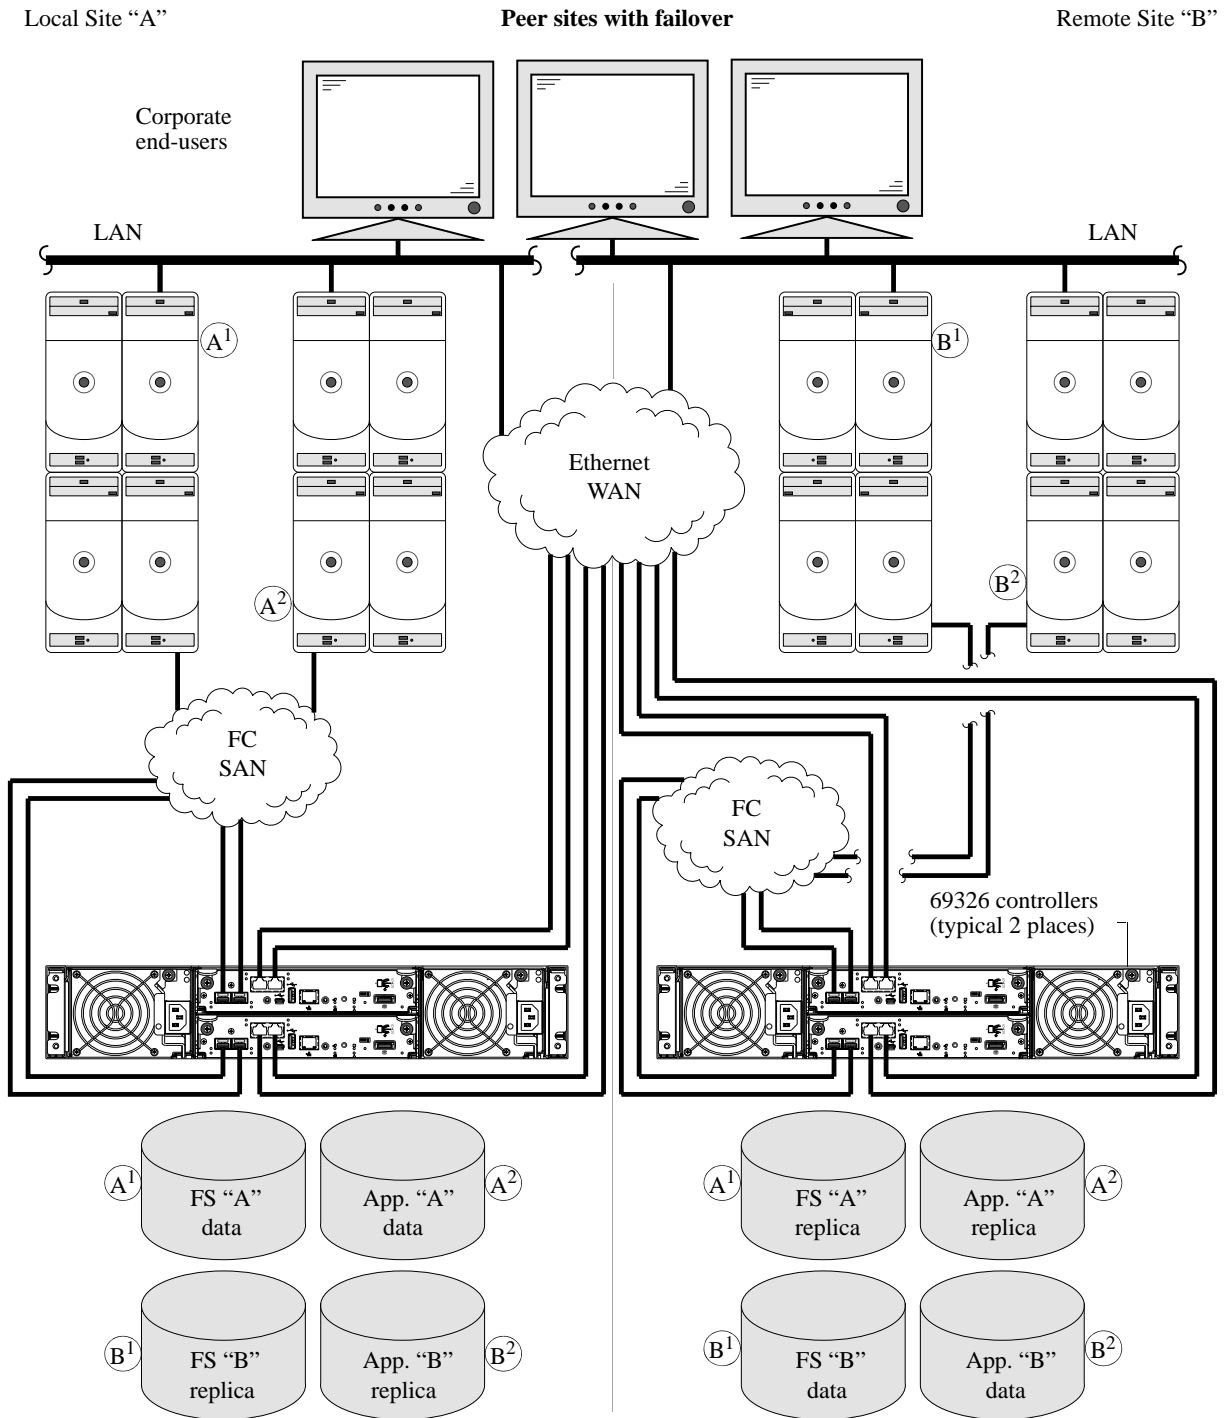 Local Site “A”
Peer sites with failover
Remote Site “B”
Corporate
end-users
LAN
LAN
A1
B1
Ethernet
WAN
A2
B2
FC
SAN
FC
SAN
69326 controllers
(typical 2 places)
A1
FS “A”
data
App. “A”
data
A2
A1
FS “A”
replica
App. “A”
replica
A2
B1
FS “B”
replica
App. “B”
replica
B2
B1
FS “B”
data
App. “B”
data
B2